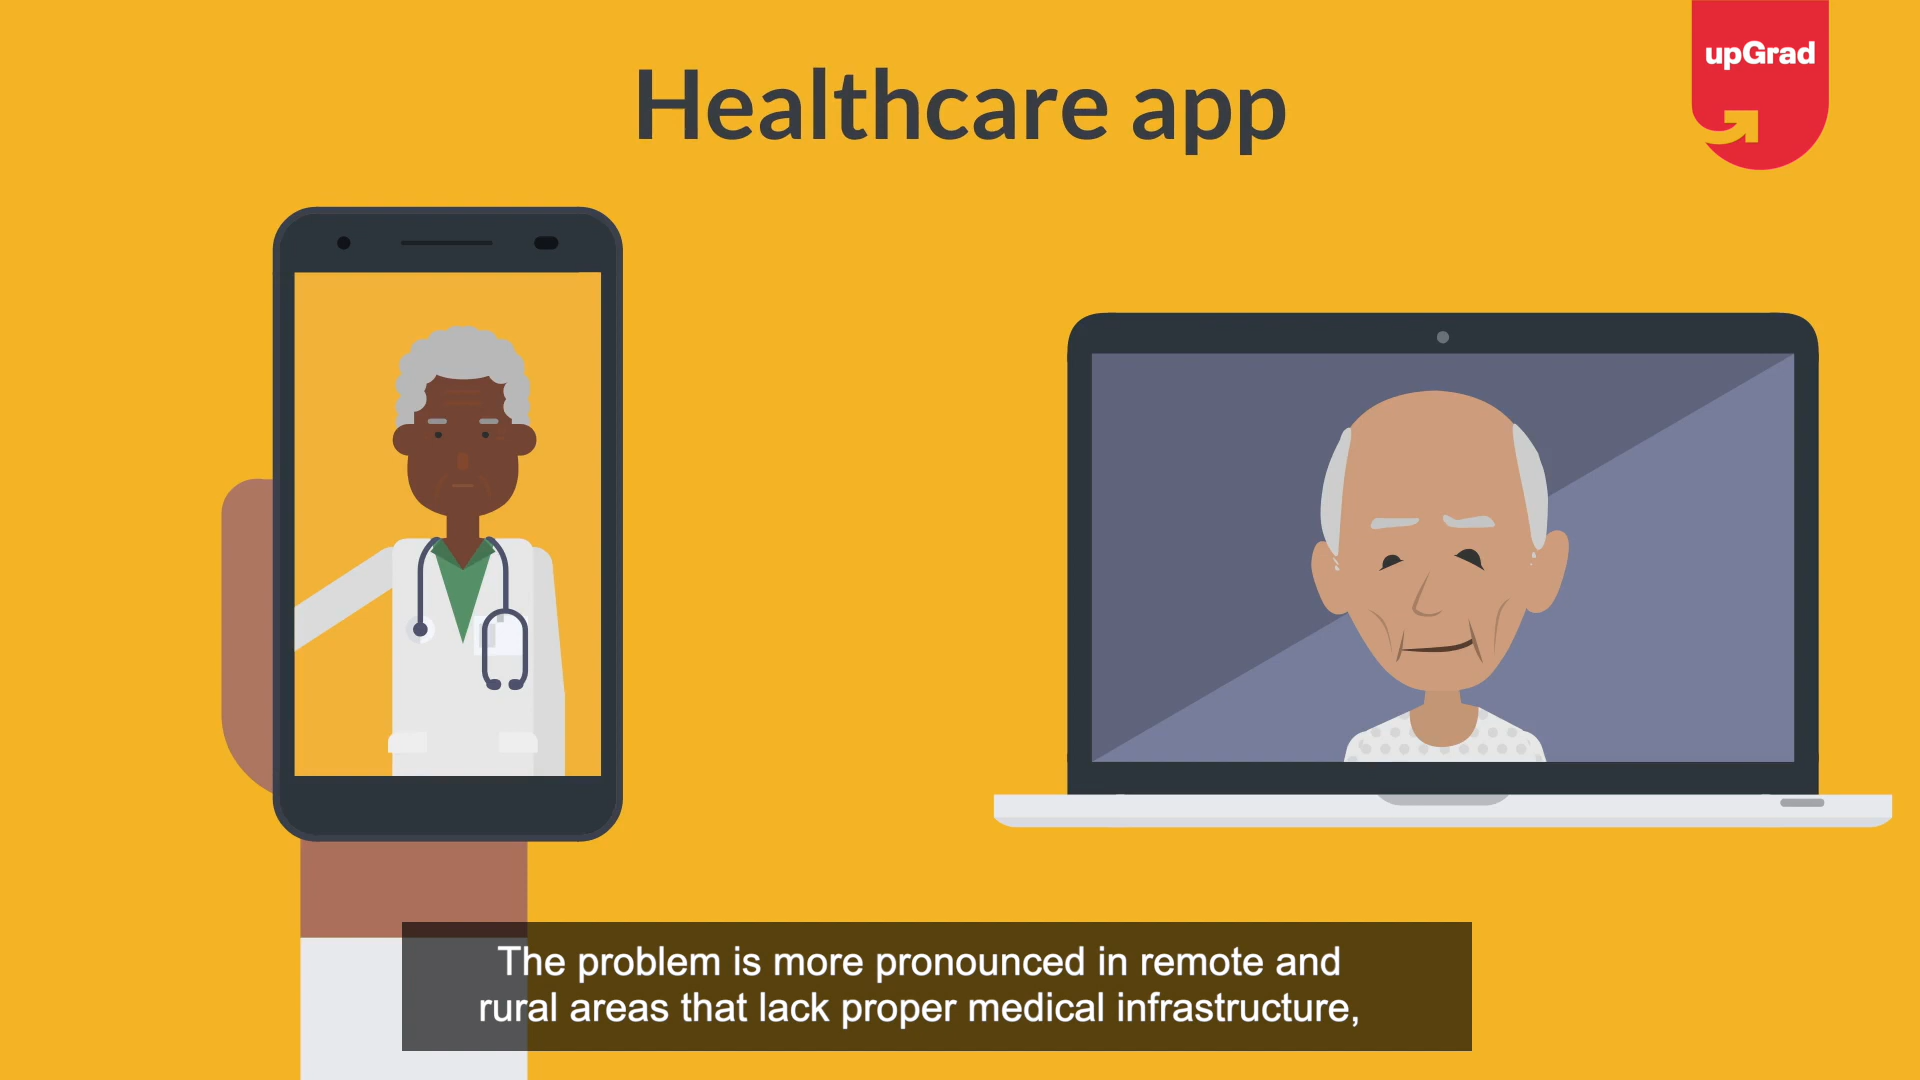 Healthcare app
upGrad
The problem is more pronounced in remote and
rural areas that lack proper medical infrastructure,